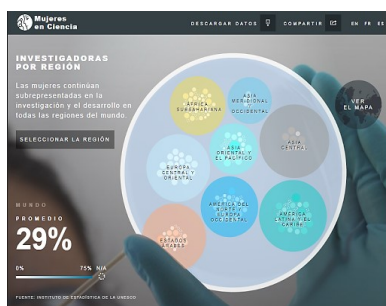 Mujeres
en Ciencia
DESCARGAR DATOS
COMPARTIR
EN FR ES
INVESTIGADORAS
POR REGIÓN
Las mujeres continúan
subrepresentadas en la
investigación y el desarrollo en
todas las regiones del mundo.
SELECCIONAR LA REGIÓN
ÁFRICA
SUBSAHARIANA
ASIA
MERIDIONAL
Y
OCCIDENTAL
ASIA
CENTRAL
VER
EL MAPA
ASIA
ORIENTAL Y
EL PACÍFICO
EUROPA
CENTRAL Y
ORIENTAL
AMÉRICA DEL
NORTE Y
EUROPA
OCCIDENTAL
AMÉRICA
LATINA Y EL
CARIBE
ESTADOS
ÁRABES
MUNDO
PROMEDIO
29%
0% 75% N/A
FUENTE: INSTITUTO DE ESTADÍSTICA DE LA UNESCO